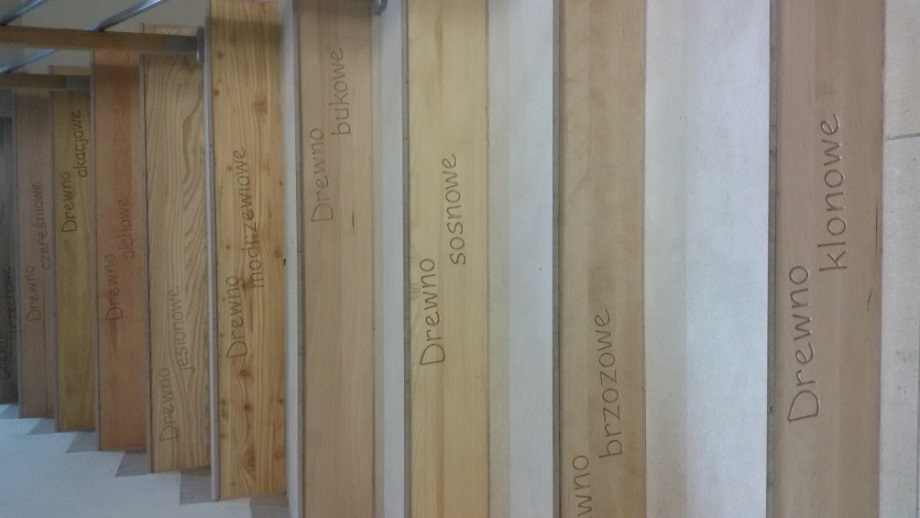 Drewno
czereśniowe
Drewno
akacjowe
Drewno
olchowe
Drewno
jesionowe
Drewno
modrzewiowe
Drewno
bukowe
Drewno
sosnowe
wno
brzozowe
Drewno
klonowe